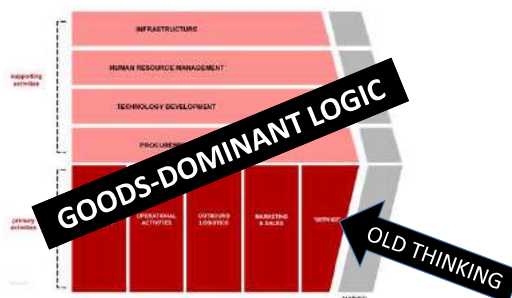 INFRASTRUCTURE
HUMAN RESOURCE MANAGEMENT
supporting
activities
TECHNOLOGY DEVELOPMENT
GOODS-DOMINANT LOGIC
primary
activities
OPERATIONAL
ACTIVITIES
OUTBOUND
LOGISTICS
MARKETING
& SALES
OLD THINKING